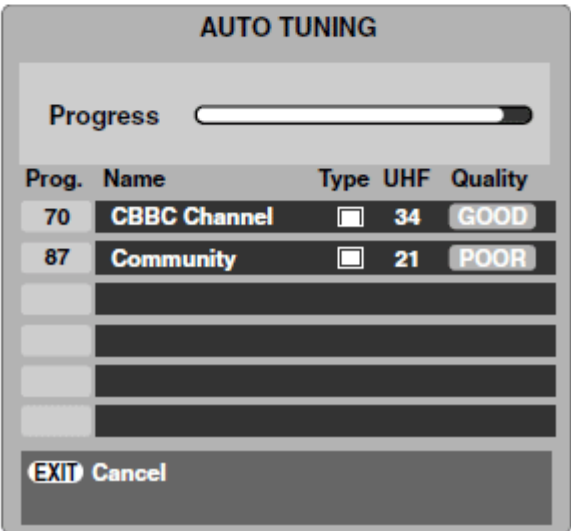 AUTO TUNING
Progress
Prog. Name Type UHF Quality
70 CBBC Channel 34 GOOD
87 Community 21 POOR
EXIT Cancel